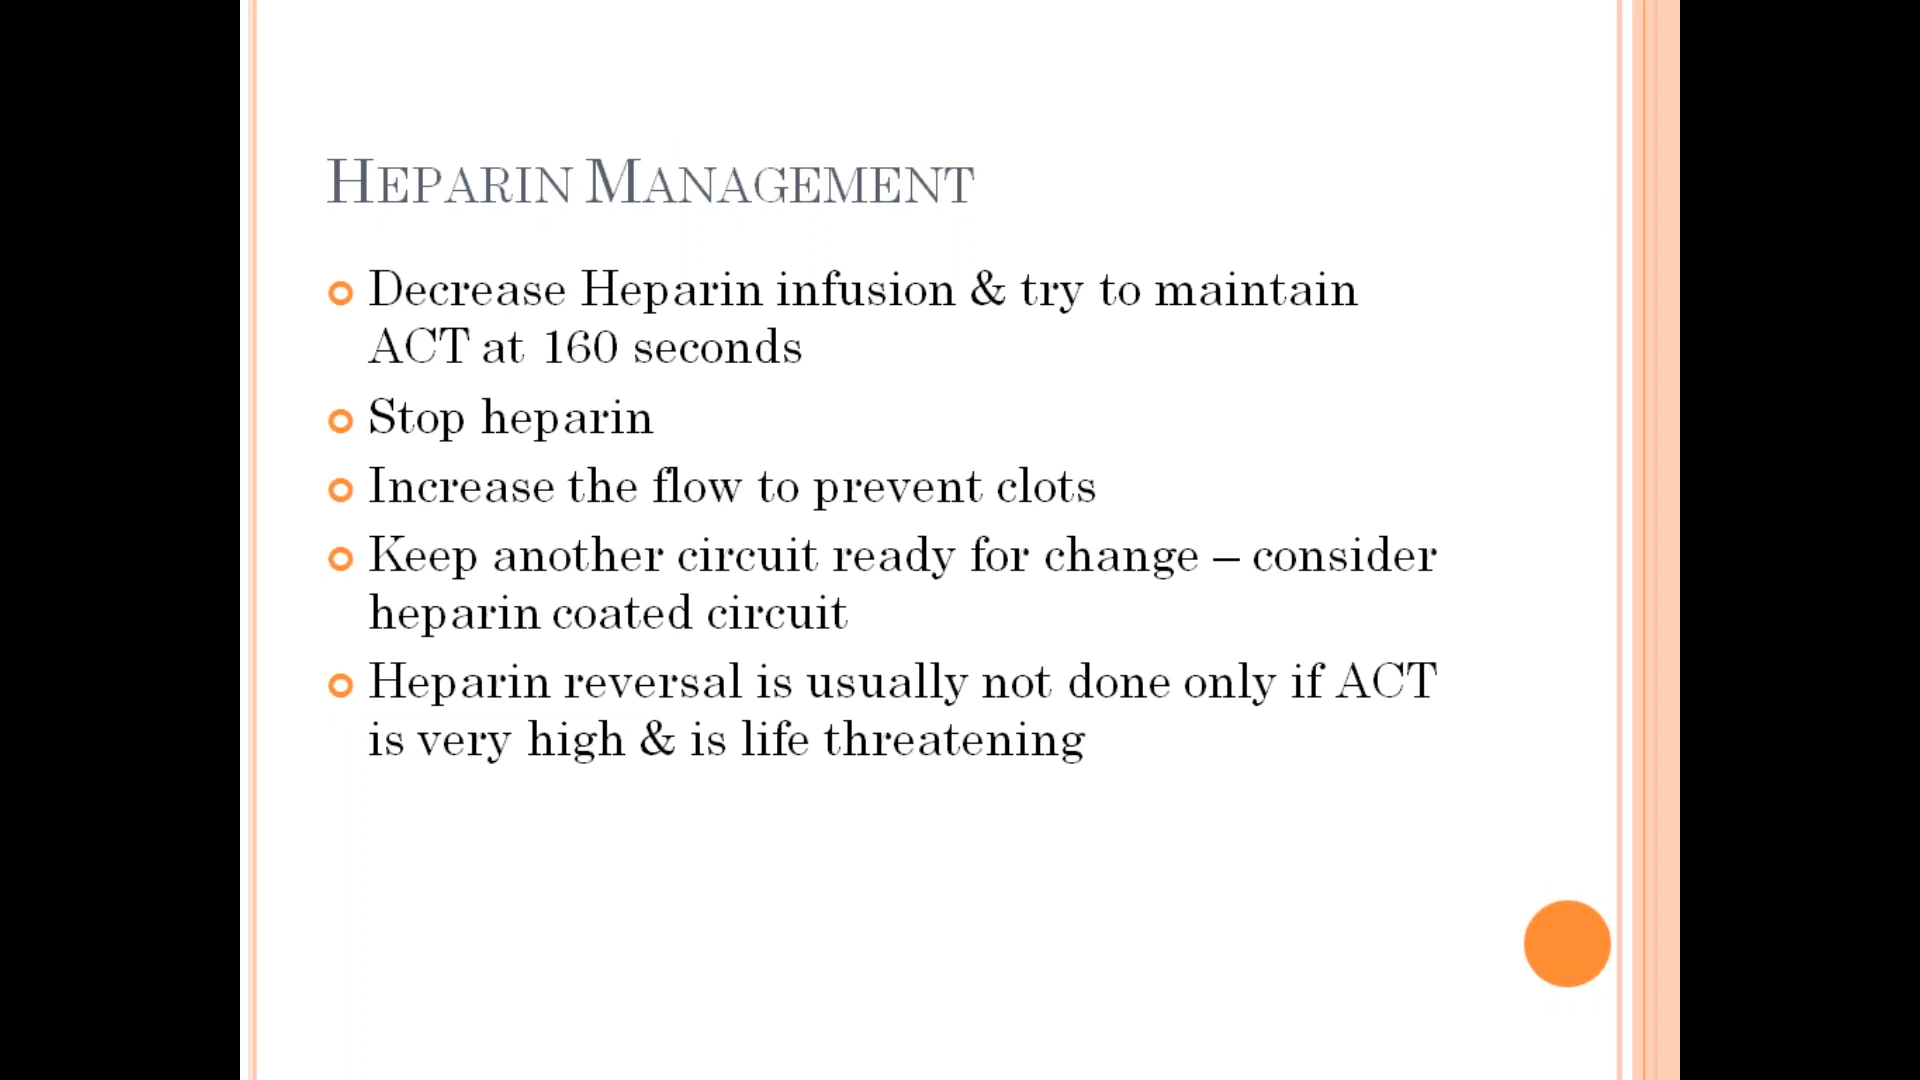 Heparin Management
Decrease Heparin infusion & try to maintain
ACT at 160 seconds
Stop heparin
Increase the flow to prevent clots
Keep another circuit ready for change – consider
heparin coated circuit
Heparin reversal is usually not done only if ACT
is very high & is life threatening